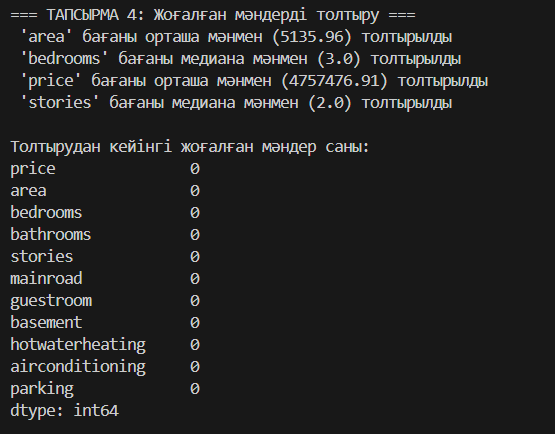 === ТАПСЫРМА 4: Жоғалған мәндерді толтыру ===
'area' бағаны орташа мәнмен (5135.96) толтырылды
'bedrooms' бағаны медиана мәнмен (3.0) толтырылды
'price' бағаны орташа мәнмен (4757476.91) толтырылды
'stories' бағаны медиана мәнмен (2.0) толтырылды
Толтырудан кейінгі жоғалған мәндер саны:
price 0
area 0
bedrooms 0
bathrooms 0
stories 0
mainroad 0
guestroom 0
basement 0
hotwaterheating 0
airconditioning 0
parking 0
dtype: int64